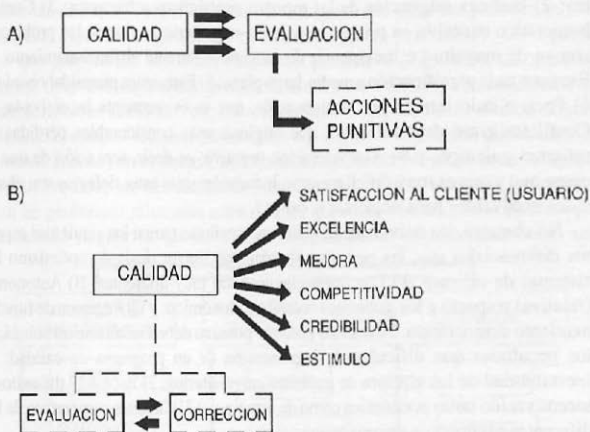 A)
CALIDAD
EVALUACION
ACCIONES
PUNITIVAS
B)
SATISFACCION AL CLIENTE (USUARIO)
EXCELENCIA
MEJORA
CALIDAD
COMPETITIVIDAD
CREDIBILIDAD
ESTIMULO
EVALUACION
CORRECCION